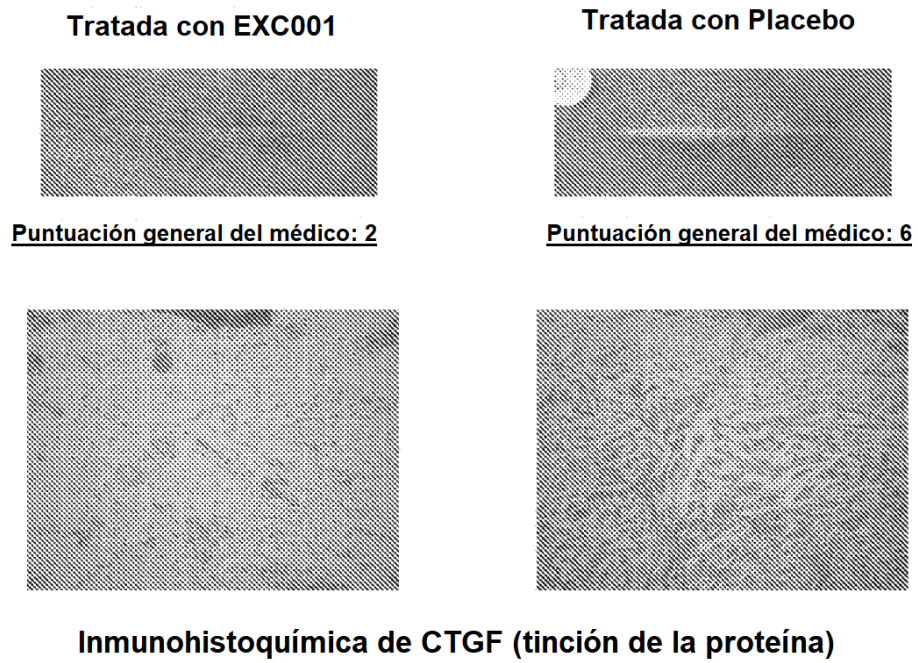 Tratada con EXC001
Tratada con Placebo
Puntuación general del médico: 2
Puntuación general del médico: 6
Inmunohistoquímica de CTGF (tinción de la proteína)